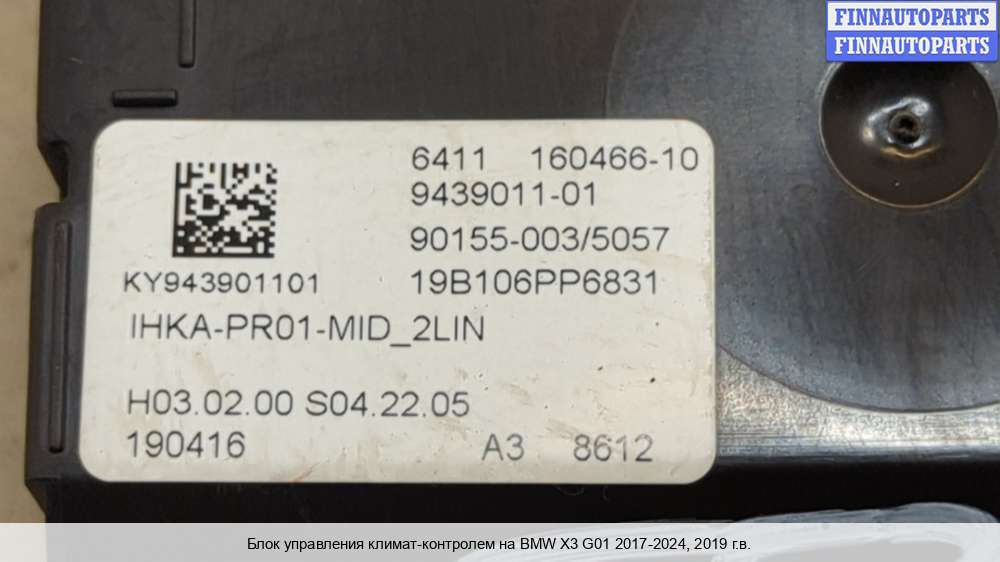 FINNAUTOPARTS
FINNAUTOPARTS
6411 160466-10
9439011-01
90155-003/5057
KY943901101 19B106PP6831
IHKA-PR01-MID_2LIN
H03.02.00 S04.22.05
190416 A3 8612
Блок управления климат-контролем на BMW X3 G01 2017-2024, 2019 г.в.